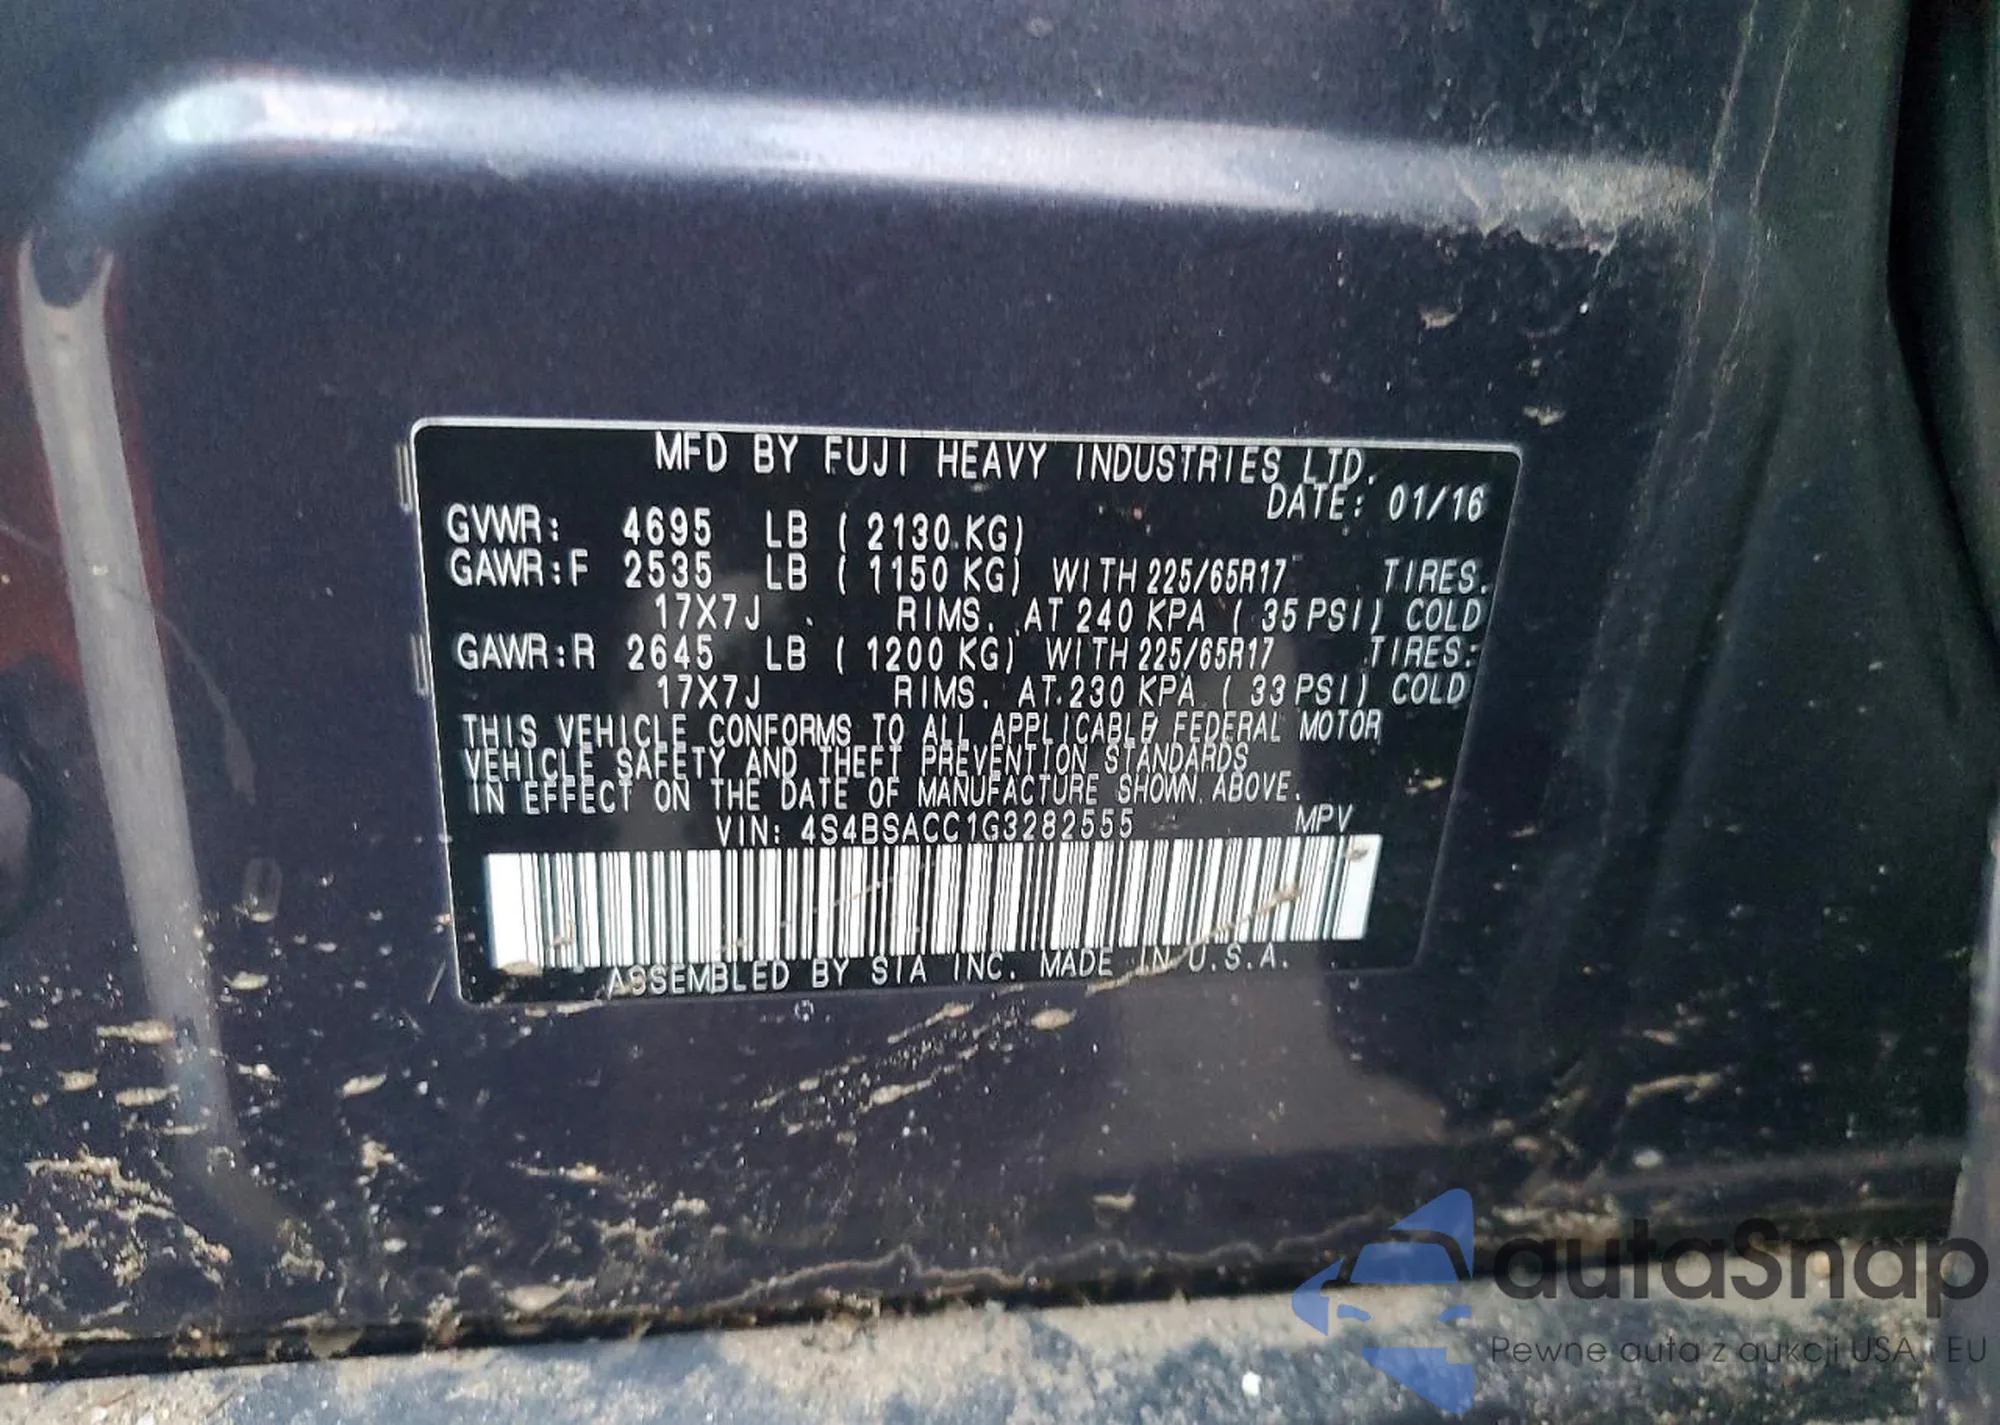 MFD BY FUJI HEAVY INDUSTRIES LTD.
DATE: 01/16
GVWR: 4695 LB ( 2130 KG)
GAWR:F 2535 LB ( 1150 KG) WITH 225/65R17 TIRES.
17X7J RIMS. AT 240 KPA ( 35 PSI) COLD
GAWR:R 2645 LB ( 1200 KG) WITH 225/65R17 TIRES.
17X7J RIMS. AT 230 KPA ( 33 PSI) COLD
THIS VEHICLE CONFORMS TO ALL APPLICABLE FEDERAL MOTOR
VEHICLE SAFETY AND THEFT PREVENTION STANDARDS
IN EFFECT ON THE DATE OF MANUFACTURE SHOWN ABOVE.
VIN: 4S4BSACC1G3282555 MPV
ASSEMBLED BY SIA INC. MADE IN U.S.A.
autaSnap
Pewne auta z aukcji USA i EU